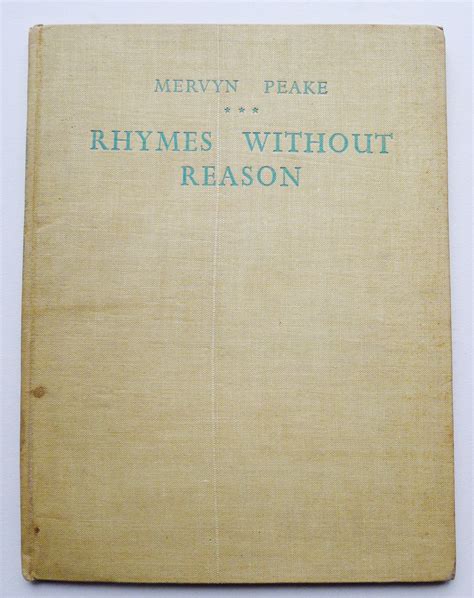 MERVYN PEAKE
* * *
RHYMES WITHOUT
REASON